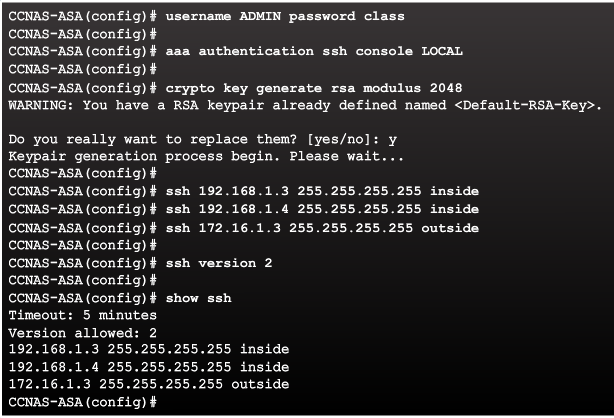 CCNAS-ASA(config)# username ADMIN password class
CCNAS-ASA(config)#
CCNAS-ASA(config)# aaa authentication ssh console LOCAL
CCNAS-ASA(config)#
CCNAS-ASA(config)# crypto key generate rsa modulus 2048
WARNING: You have a RSA keypair already defined named <Default-RSA-Key>.
Do you really want to replace them? [yes/no]: y
Keypair generation process begin. Please wait...
CCNAS-ASA(config)#
CCNAS-ASA(config)# ssh 192.168.1.3 255.255.255.255 inside
CCNAS-ASA(config)# ssh 192.168.1.4 255.255.255.255 inside
CCNAS-ASA(config)# ssh 172.16.1.3 255.255.255.255 outside
CCNAS-ASA(config)#
CCNAS-ASA(config)# ssh version 2
CCNAS-ASA(config)#
CCNAS-ASA(config)# show ssh
Timeout: 5 minutes
Version allowed: 2
192.168.1.3 255.255.255.255 inside
192.168.1.4 255.255.255.255 inside
172.16.1.3 255.255.255.255 outside
CCNAS-ASA(config)#